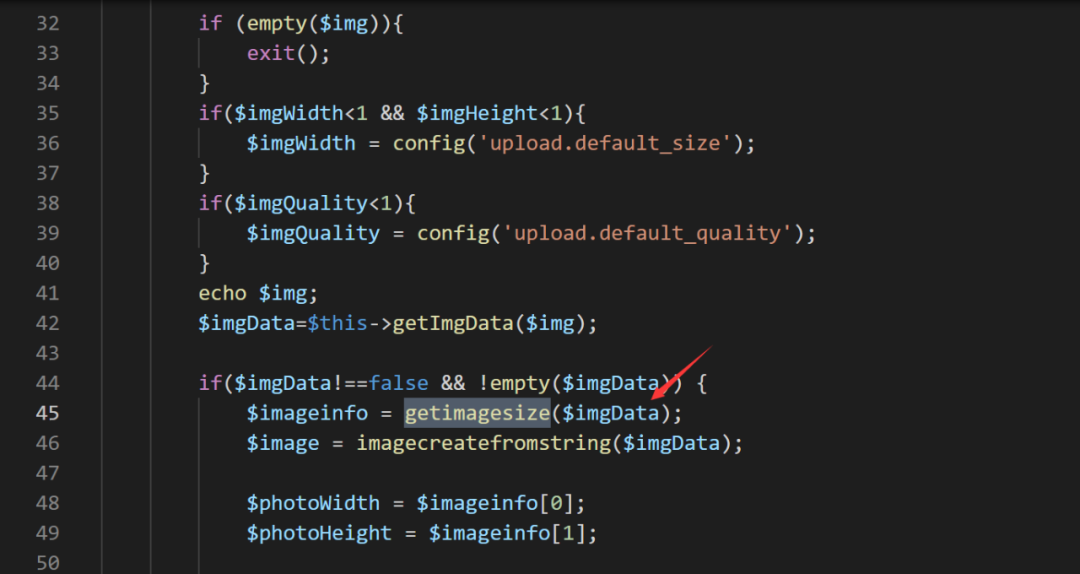 32 if (empty($img)){
33 exit();
34 }
35 if($imgWidth<1 && $imgHeight<1){
36 $imgWidth = config('upload.default_size');
37 }
38 if($imgQuality<1){
39 $imgQuality = config('upload.default_quality');
40 }
41 echo $img;
42 $imgData=$this->getImgData($img);
43
44 if($imgData!==false && !empty($imgData)) {
45 $imageinfo = getimagesize($imgData);
46 $image = imagecreatefromstring($imgData);
47
48 $photoWidth = $imageinfo[0];
49 $photoHeight = $imageinfo[1];
50